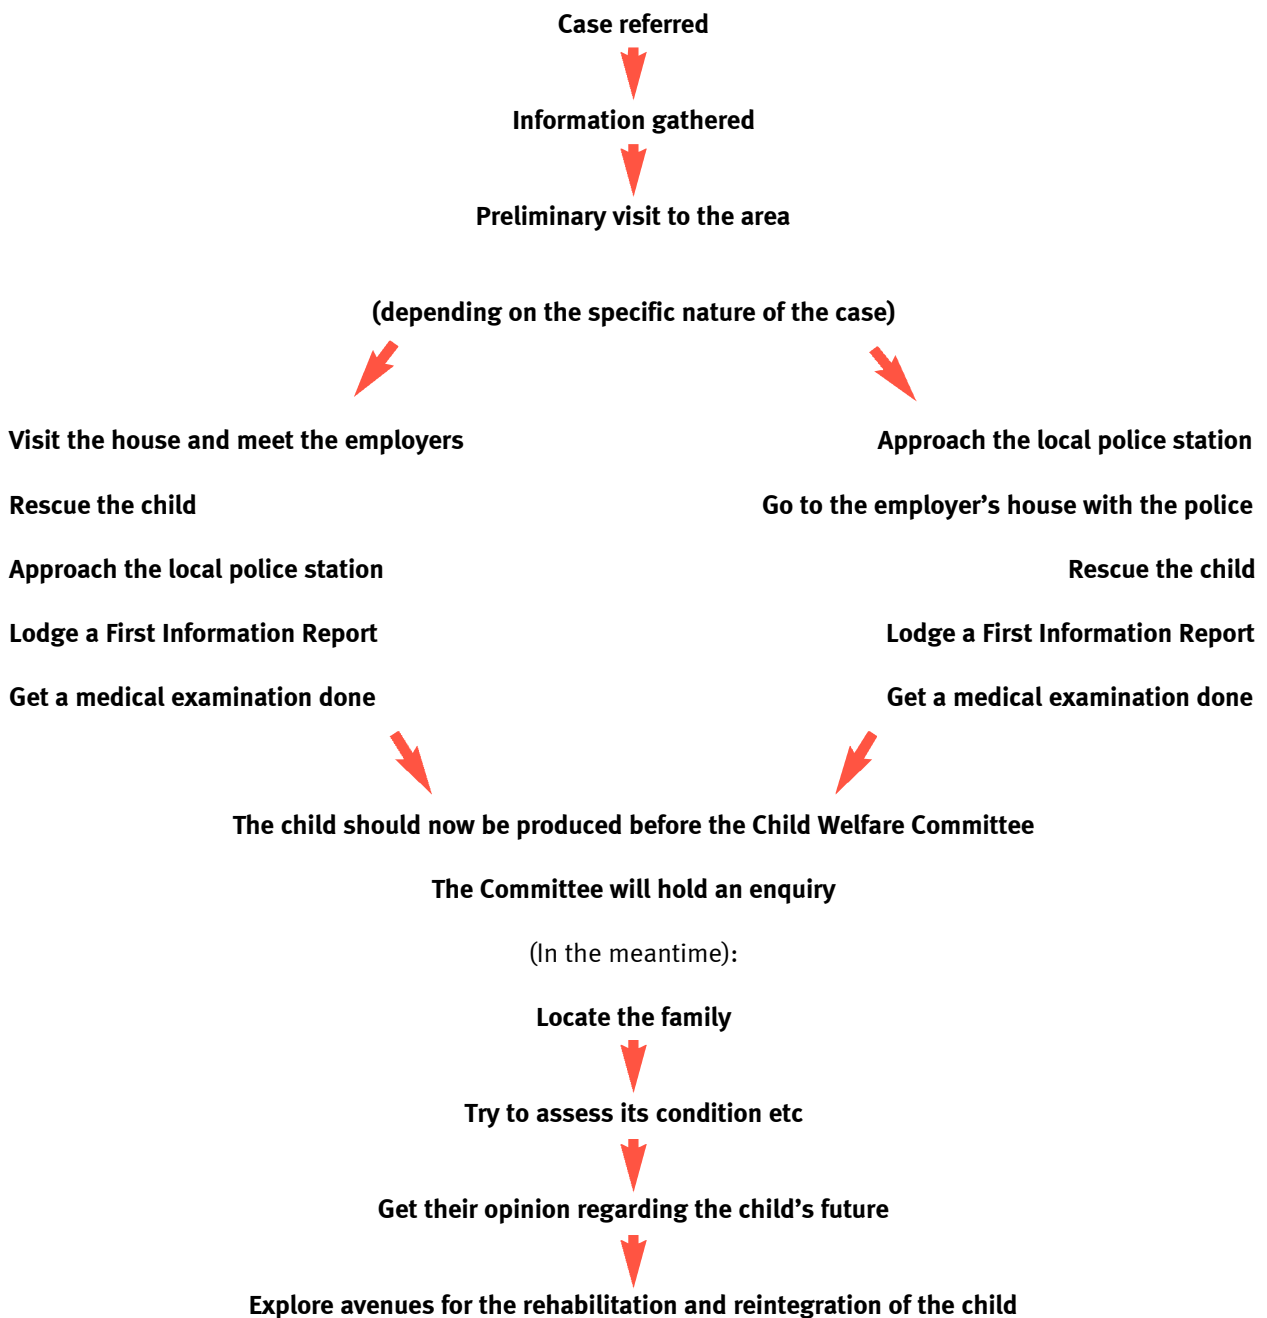 Case referred
Information gathered
Preliminary visit to the area
(depending on the specific nature of the case)
Visit the house and meet the employers
Rescue the child
Approach the local police station
Lodge a First Information Report
Get a medical examination done
Approach the local police station
Go to the employer’s house with the police
Rescue the child
Lodge a First Information Report
Get a medical examination done
The child should now be produced before the Child Welfare Committee
The Committee will hold an enquiry
(In the meantime):
Locate the family
Try to assess its condition etc
Get their opinion regarding the child’s future
Explore avenues for the rehabilitation and reintegration of the child